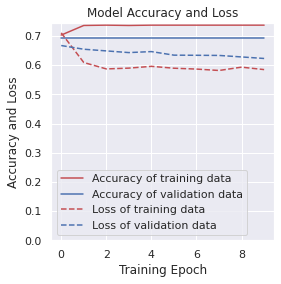 Model Accuracy and Loss
Accuracy and Loss
0.7
0.6
0.5
0.4
0.3
0.2
0.1
0.0
Accuracy of training data
Accuracy of validation data
Loss of training data
Loss of validation data
0 2 4 6 8
Training Epoch